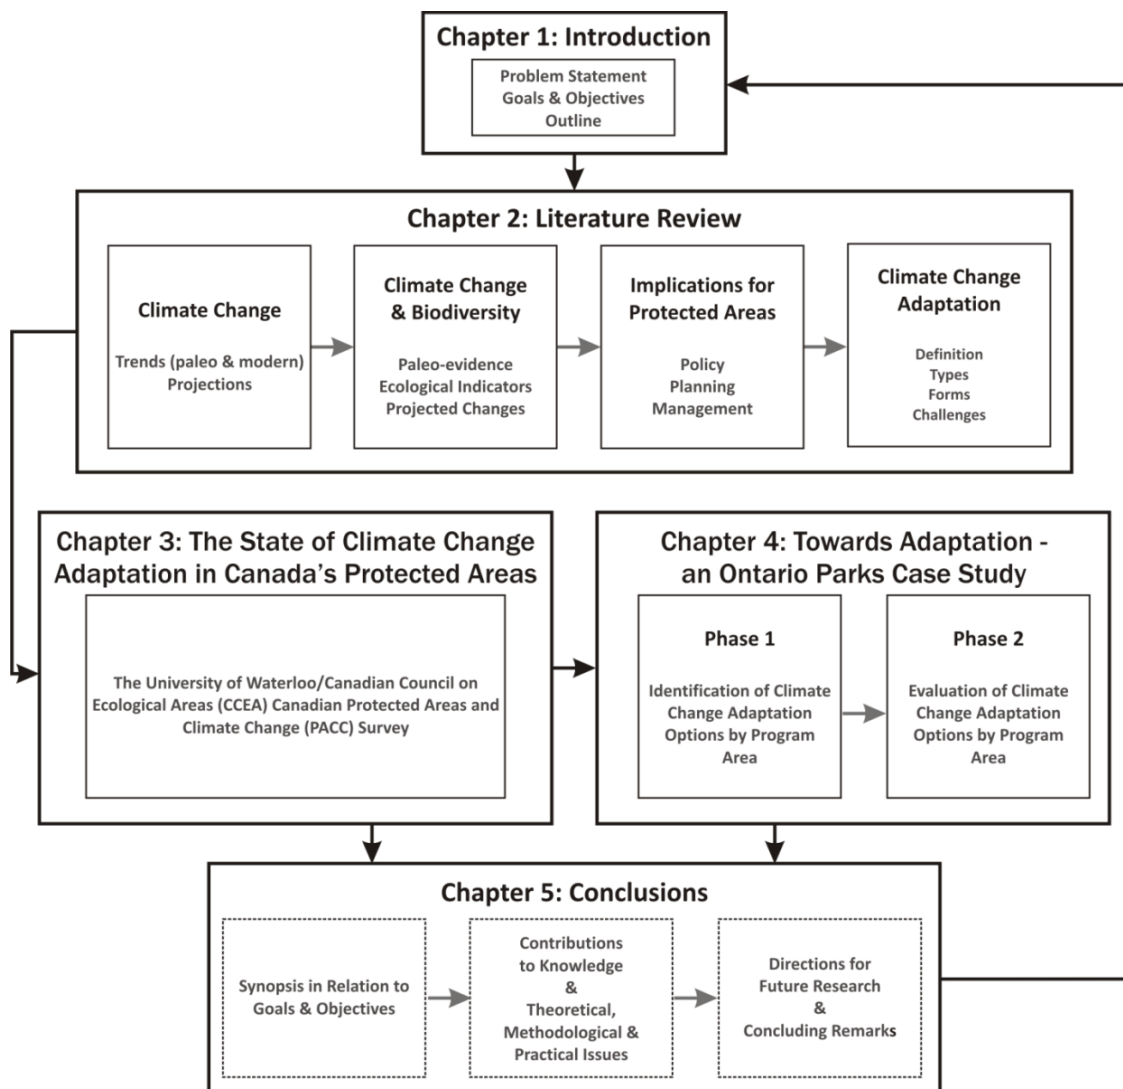 Chapter 1: Introduction
Problem Statement
Goals & Objectives
Outline
Chapter 2: Literature Review
Climate Change
Trends (paleo & modern)
Projections
Climate Change
& Biodiversity
Paleo-evidence
Ecological Indicators
Projected Changes
Implications for
Protected Areas
Policy
Planning
Management
Climate Change
Adaptation
Definition
Types
Forms
Challenges
Chapter 3: The State of Climate Change
Adaptation in Canada's Protected Areas
The University of Waterloo/Canadian Council on
Ecological Areas (CCEA) Canadian Protected Areas and
Climate Change (PACC) Survey
Chapter 4: Towards Adaptation -
an Ontario Parks Case Study
Phase 1
Identification of Climate
Change Adaptation
Options by Program
Area
Phase 2
Evaluation of Climate
Change Adaptation
Options by Program
Area
Chapter 5: Conclusions
Synopsis in Relation to
Goals & Objectives
Contributions
to Knowledge
&
Theoretical,
Methodological &
Practical Issues
Directions for
Future Research
&
Concluding Remarks